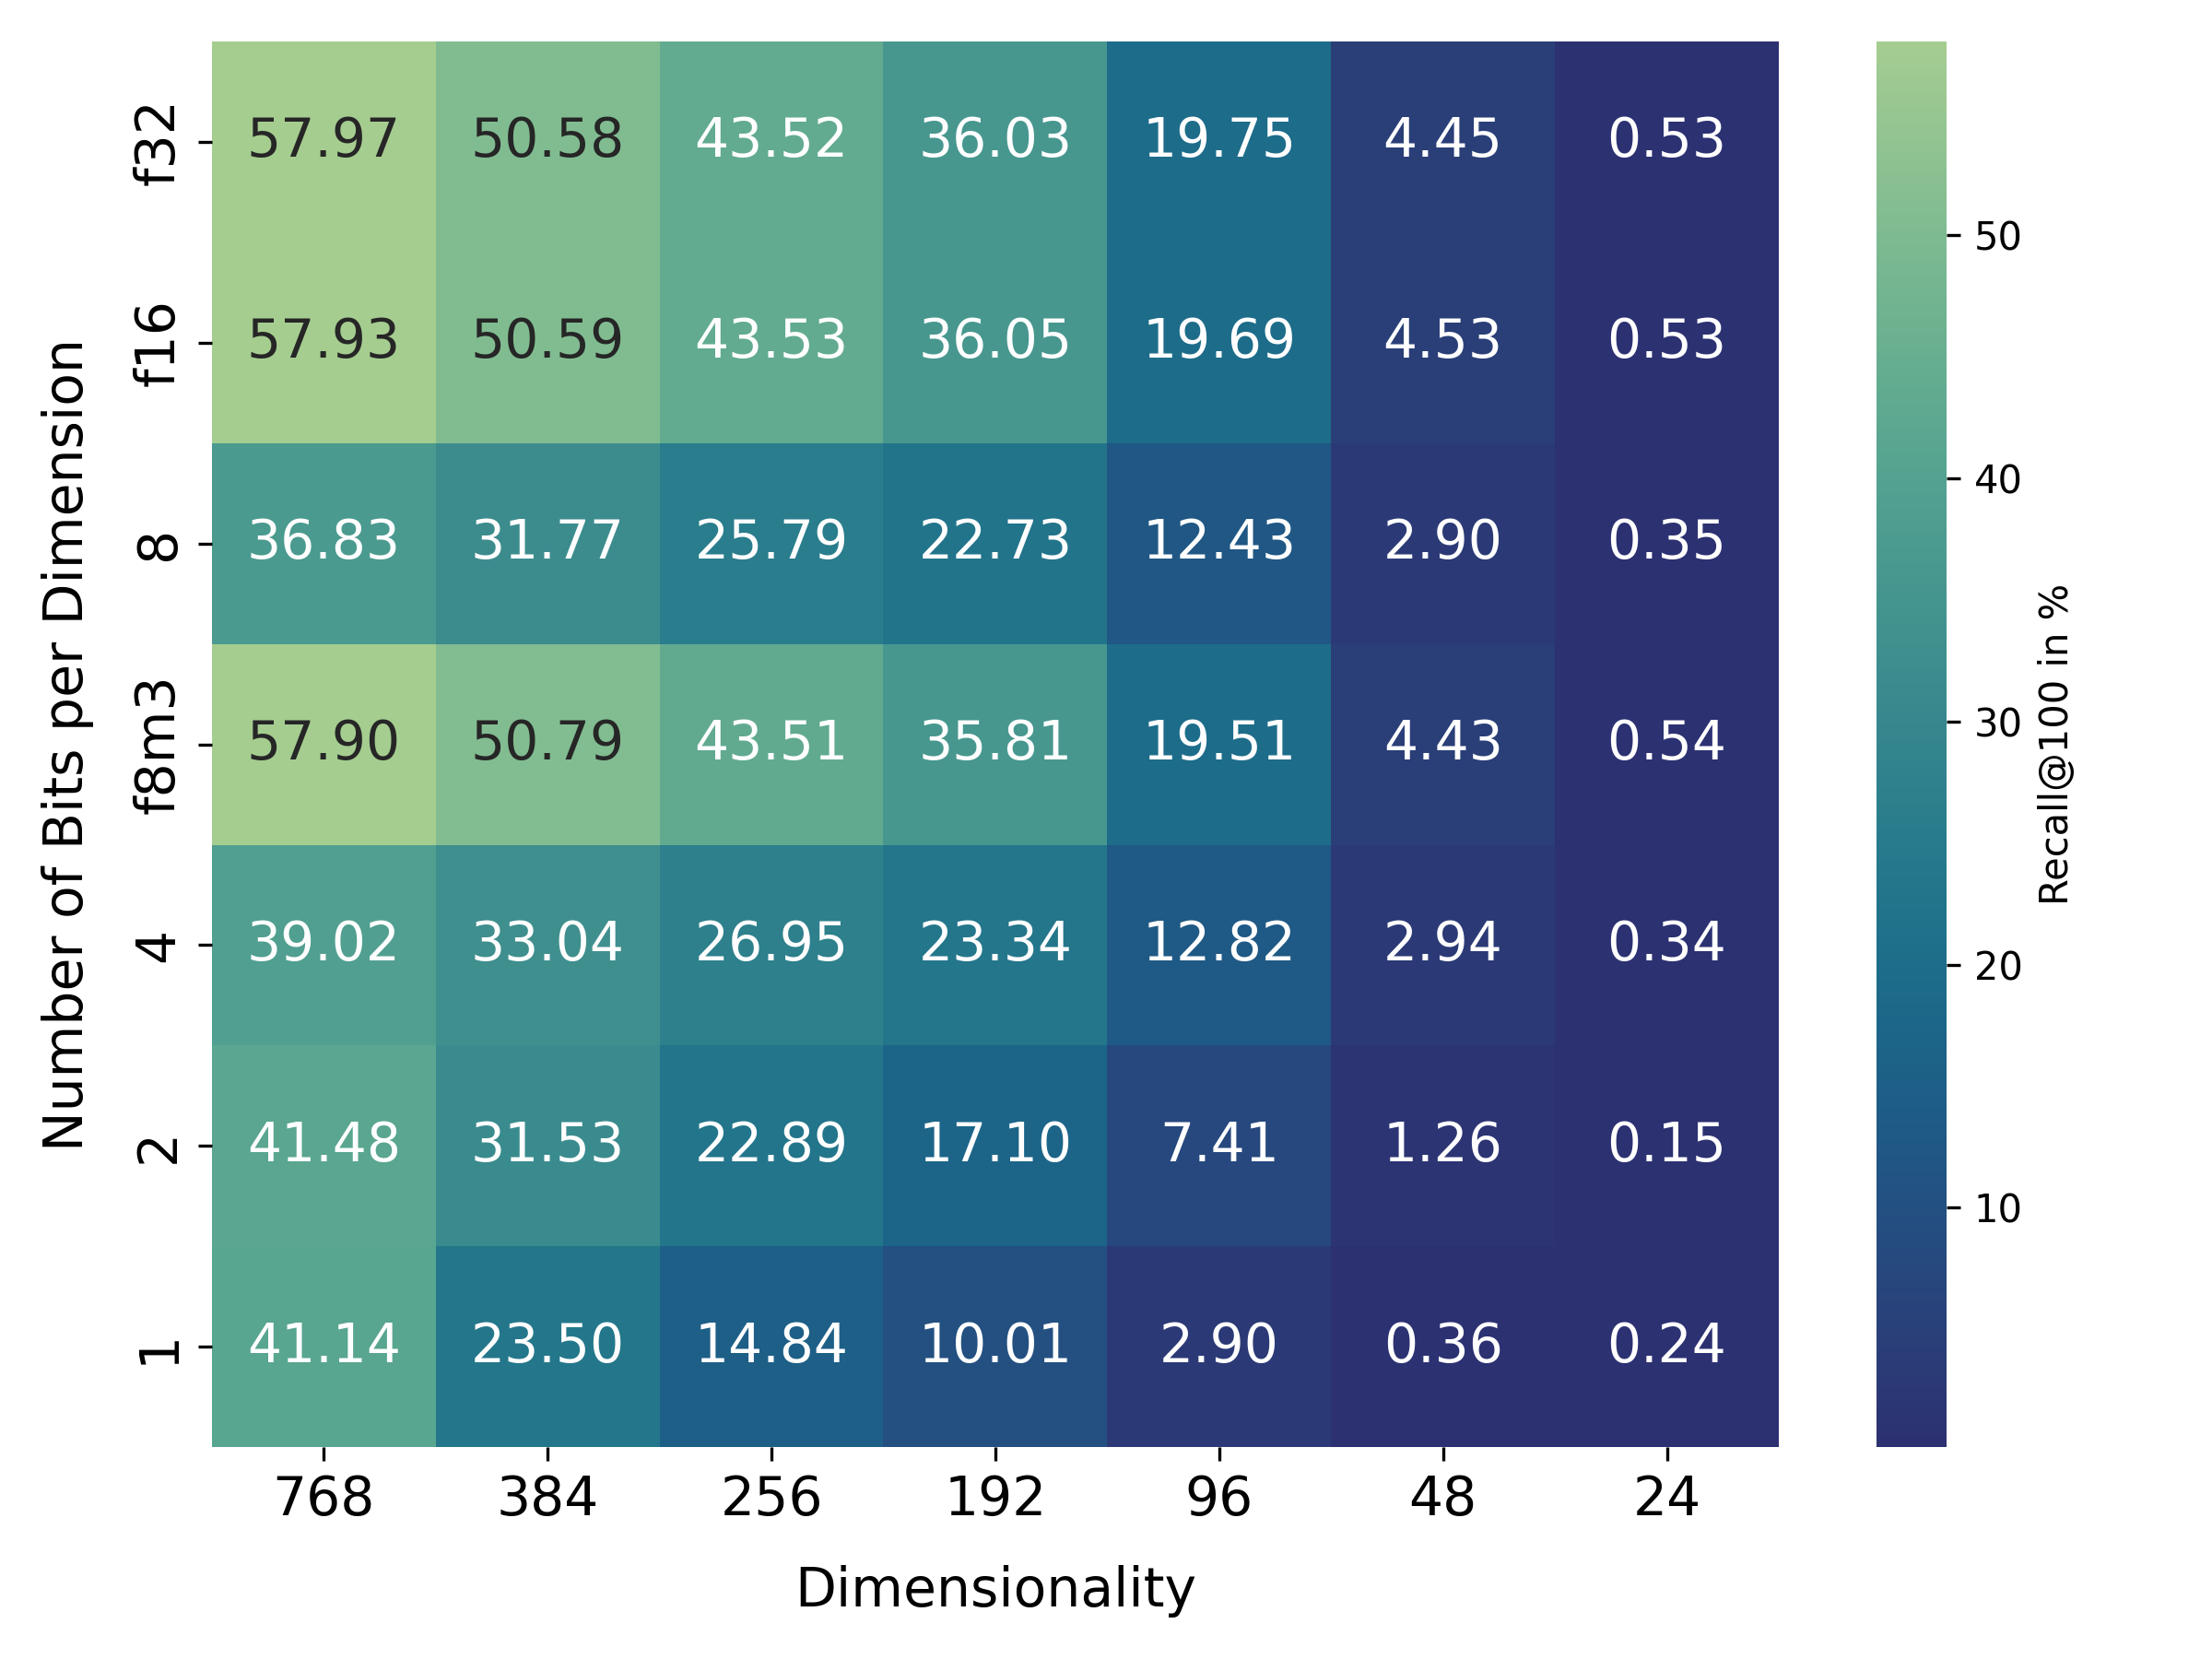 Number of Bits per Dimension
f32 57.97 50.58 43.52 36.03 19.75 4.45 0.53
f16 57.93 50.59 43.53 36.05 19.69 4.53 0.53
8 36.83 31.77 25.79 22.73 12.43 2.90 0.35
f8m3 57.90 50.79 43.51 35.81 19.51 4.43 0.54
4 39.02 33.04 26.95 23.34 12.82 2.94 0.34
2 41.48 31.53 22.89 17.10 7.41 1.26 0.15
1 41.14 23.50 14.84 10.01 2.90 0.36 0.24
768 384 256 192 96 48 24
Dimensionality
50
40
30
20
10
Recall@100 in %